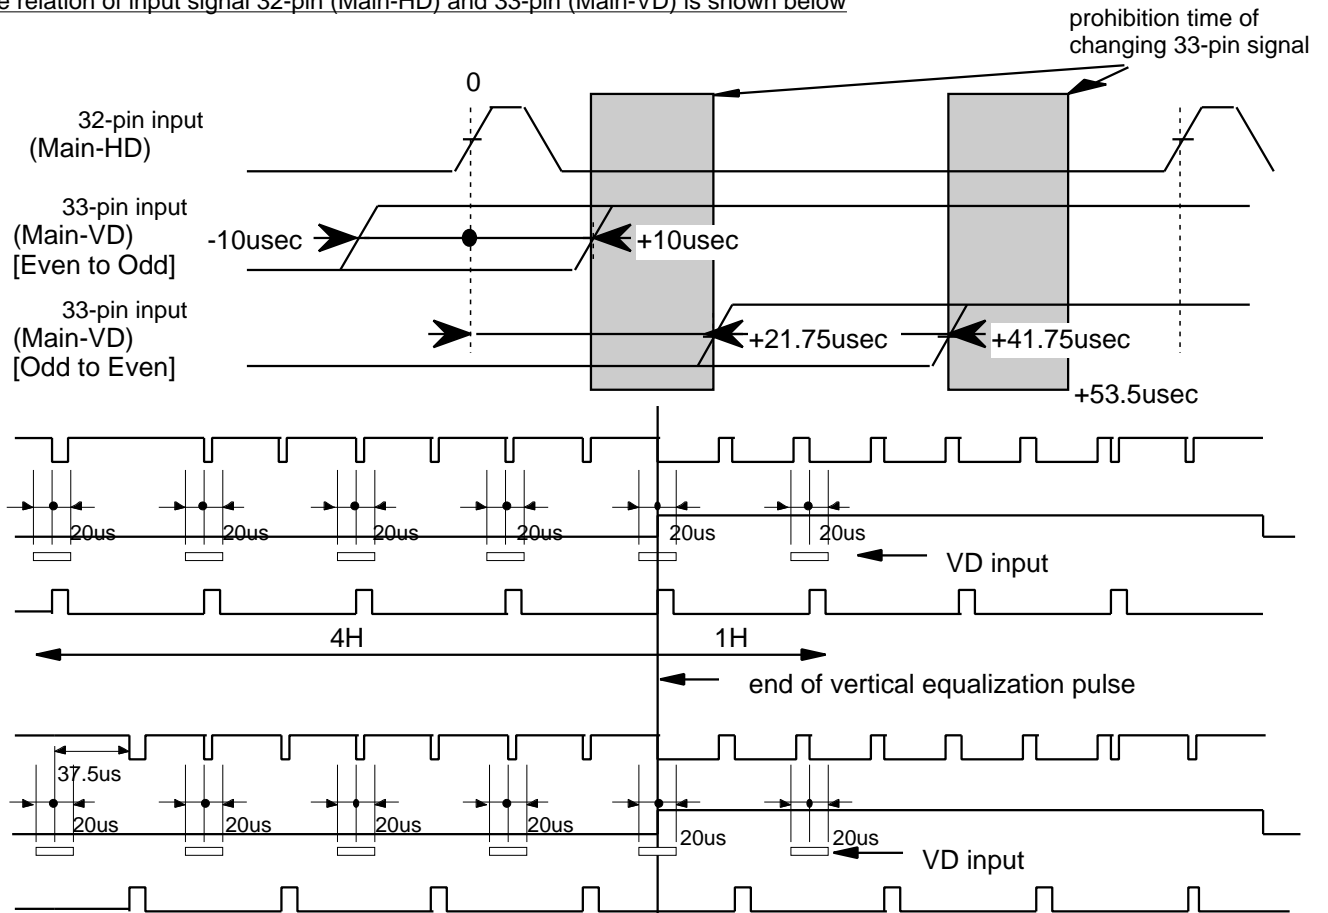 e relation of input signal 32-pin (Main-HD) and 33-pin (Main-VD) is shown below
prohibition time of
changing 33-pin signal
0
32-pin input
(Main-HD)
33-pin input
(Main-VD)
[Even to Odd]
-10usec
+10usec
33-pin input
(Main-VD)
[Odd to Even]
+21.75usec
+41.75usec
+53.5usec
20us
20us
20us
20us
20us
20us
VD input
4H
1H
end of vertical equalization pulse
37.5us
20us
20us
20us
20us
20us
20us
VD input